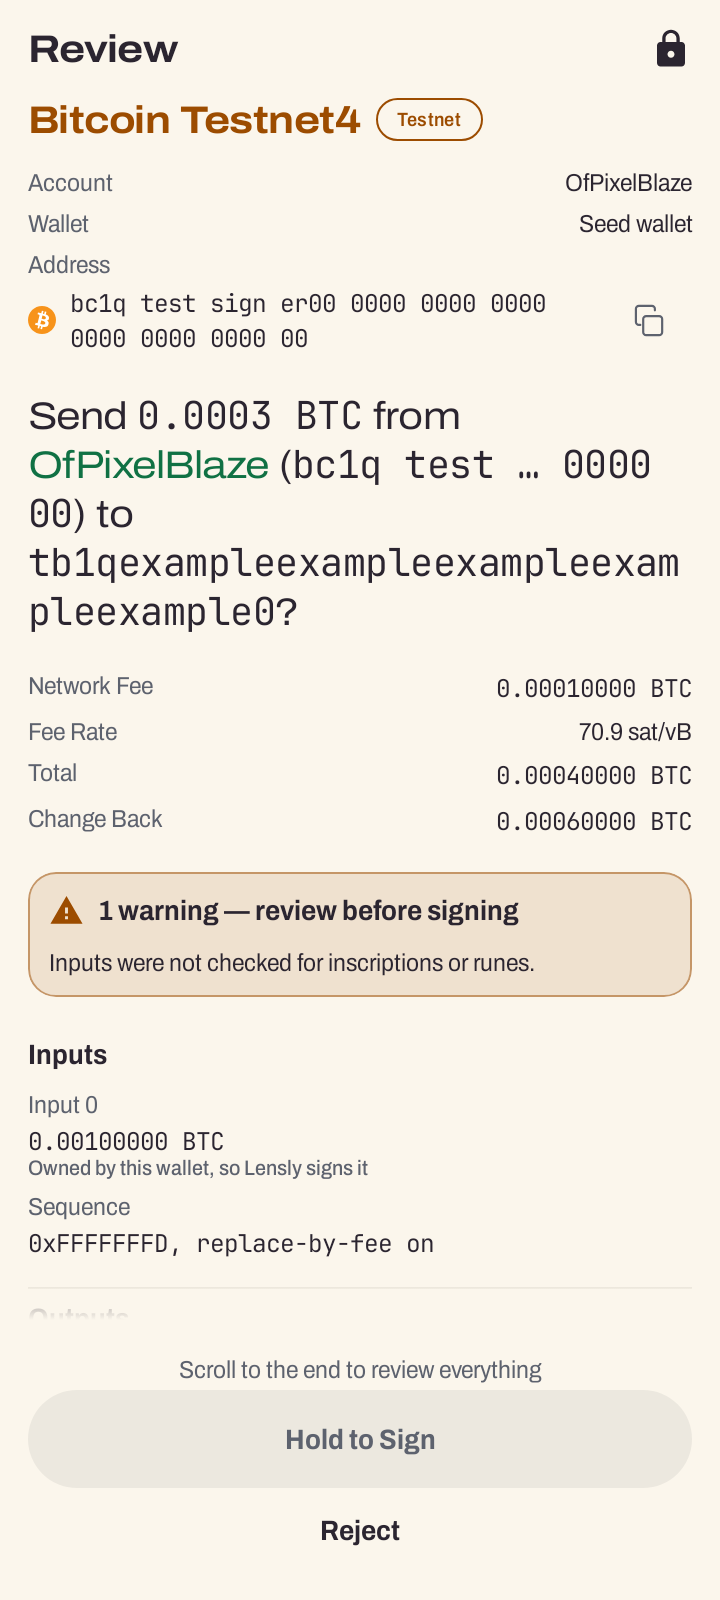 Review
Bitcoin Testnet4 Testnet
Account OfPixelBlaze
Wallet Seed wallet
Address
bc1q test sign er00 0000 0000 0000
0000 0000 0000 00
Send 0.0003 BTC from
OfPixelBlaze (bc1q test … 0000
00) to
tb1qexampleexampleexampleexam
pleexample0?
Network Fee 0.00010000 BTC
Fee Rate 70.9 sat/vB
Total 0.00040000 BTC
Change Back 0.00060000 BTC
1 warning — review before signing
Inputs were not checked for inscriptions or runes.
Inputs
Input 0
0.00100000 BTC
Owned by this wallet, so Lensly signs it
Sequence
0xFFFFFFFD, replace-by-fee on
Outputs
Scroll to the end to review everything
Hold to Sign
Reject